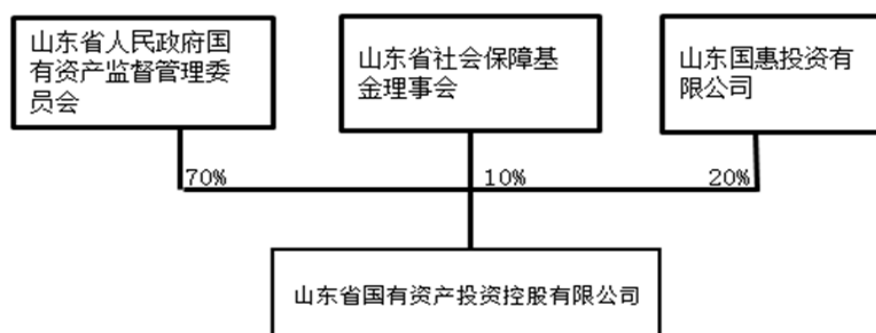 山东省人民政府国
有资产监督管理委
员会
山东省社会保障基
金理事会
山东国惠投资有
限公司
70%
10%
20%
山东省国有资产投资控股有限公司